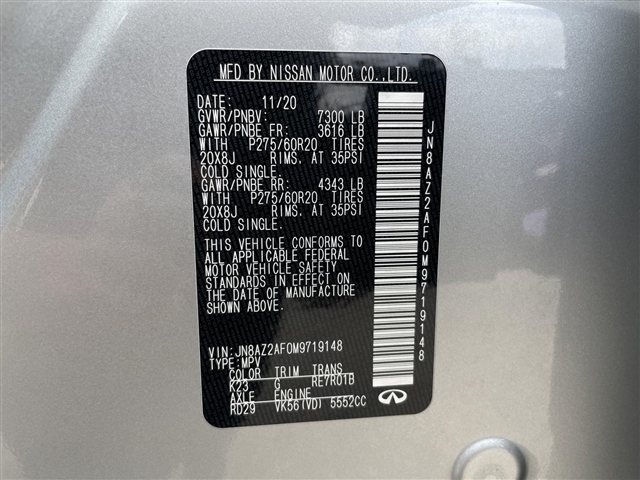 MFD BY NISSAN MOTOR CO.,LTD.
DATE: 11/20
GVWR/PNBV: 7300 LB
GAWR/PNBE FR: 3616 LB
WITH P275/60R20 TIRES
20X8J RIMS. AT 35PSI
COLD SINGLE.
GAWR/PNBE RR: 4343 LB
WITH P275/60R20 TIRES
20X8J RIMS. AT 35PSI
COLD SINGLE.
THIS VEHICLE CONFORMS TO
ALL APPLICABLE FEDERAL
MOTOR VEHICLE SAFETY
STANDARDS IN EFFECT ON
THE DATE OF MANUFACTURE
SHOWN ABOVE.
VIN:JN8AZ2AF0M9719148
TYPE:MPV
COLOR TRIM TRANS
K23 G RE7R01B
AXLE ENGINE
RD29 VK56(VD) 5552CC
JN8AZ2AF0M9719148